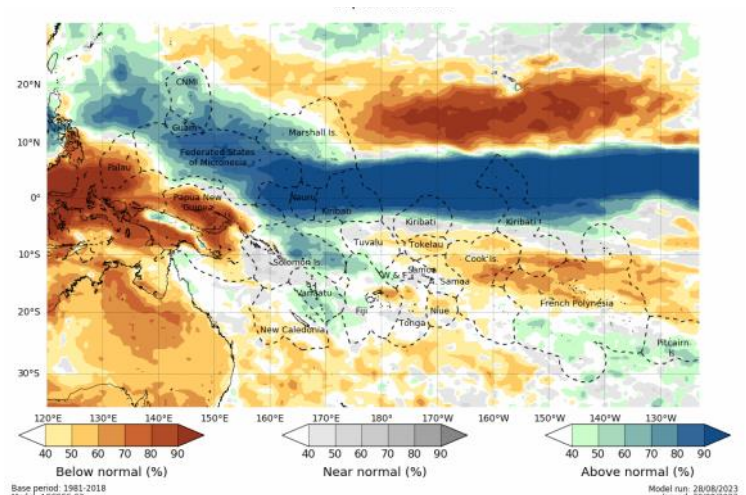 20°N
10°N
0°
10°S
20°S
30°S
CNMI
Guam
Marshall Is.
Federated States
of Micronesia
Palau
Papua New
Guinea
Nauru
Kiribati
Kiribati
Kiribati
Tuvalu
Tokelau
Solomon Is.
Cook Is
W & F
Samoa
A. Samoa
Vanuatu
Fiji
Niue
French Polynesia
Tonga
New Caledonia
Pitcairn
Is
120°E 130°E 140°E 150°E 160°E 170°E 180° 170°W 160°W 150°W 140°W 130°W
40 50 60 70 80 90 40 50 60 70 80 90 40 50 60 70 80 90
Below normal (%) Near normal (%) Above normal (%)
Base period: 1981-2018 Model run: 28/08/2023